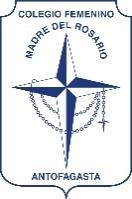 COLEGIO FEMENINO
MADRE DEL ROSARIO
ANTOFAGASTA